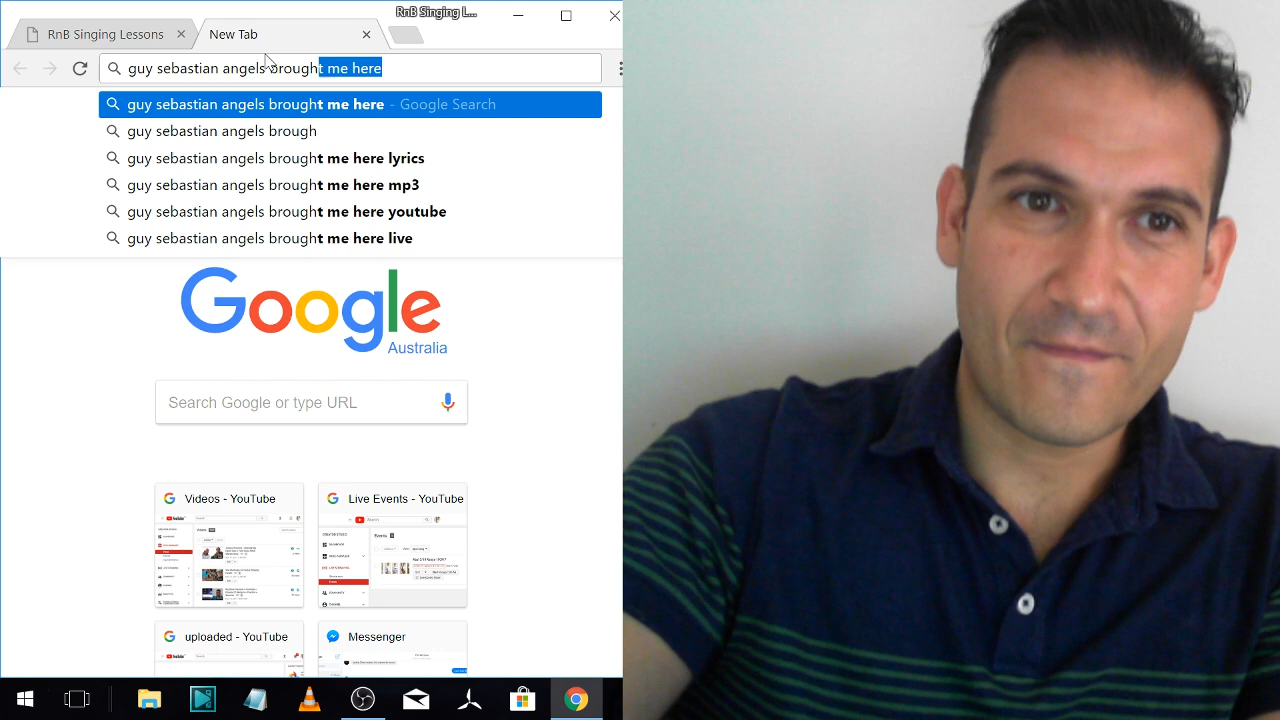 RnB Singing L...
RnB Singing Lessons
New Tab
guy sebastian angels brought me here
guy sebastian angels brought me here - Google Search
guy sebastian angels brough
guy sebastian angels brought me here lyrics
guy sebastian angels brought me here mp3
guy sebastian angels brought me here youtube
guy sebastian angels brought me here live
Google
Australia
Search Google or type URL
Videos - YouTube
Live Events - YouTube
uploaded - YouTube
Messenger